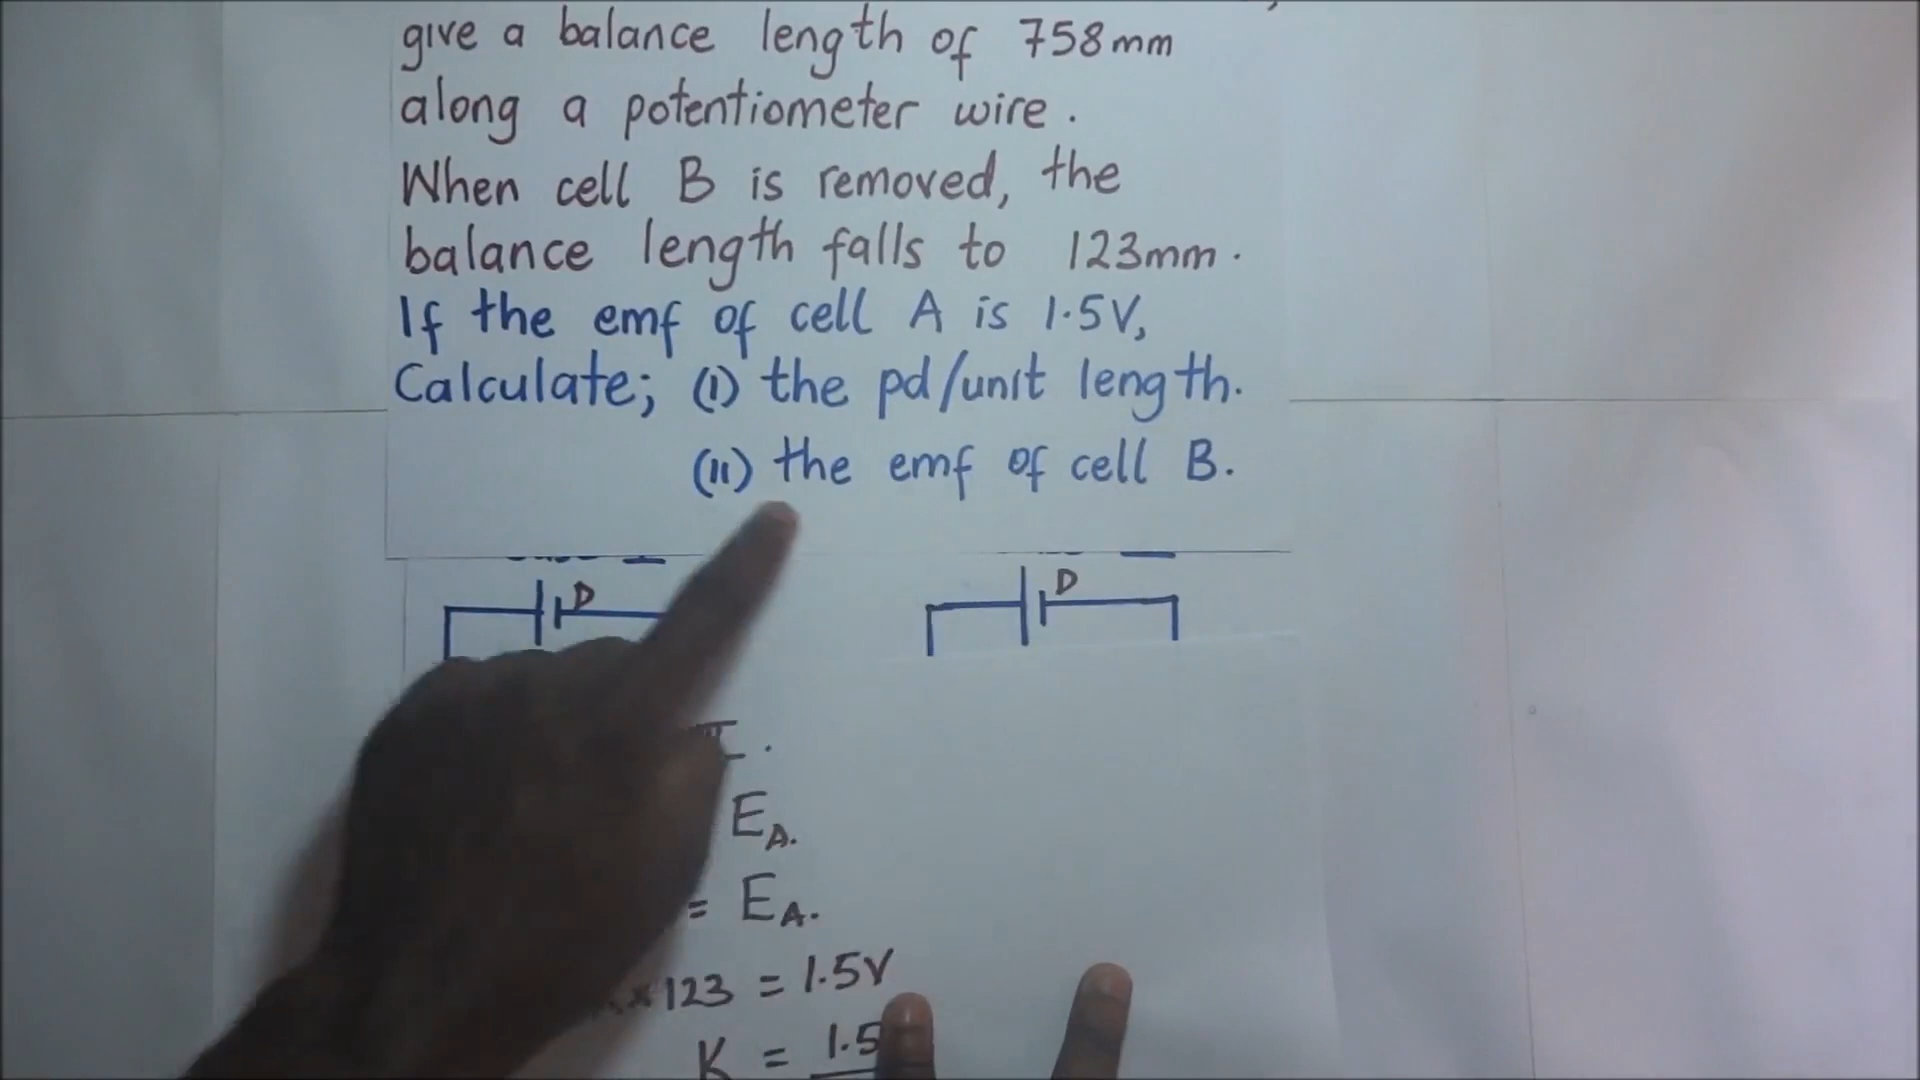 give a balance length of 758mm
along a potentiometer wire.
When cell B is removed, the
balance length falls to 123mm.
If the emf of cell A is 1.5V,
Calculate; (I) the pd/unit length.
(II) the emf of cell B.
D
D
EA.
= EA.
×123 = 1.5V
K = 1.5